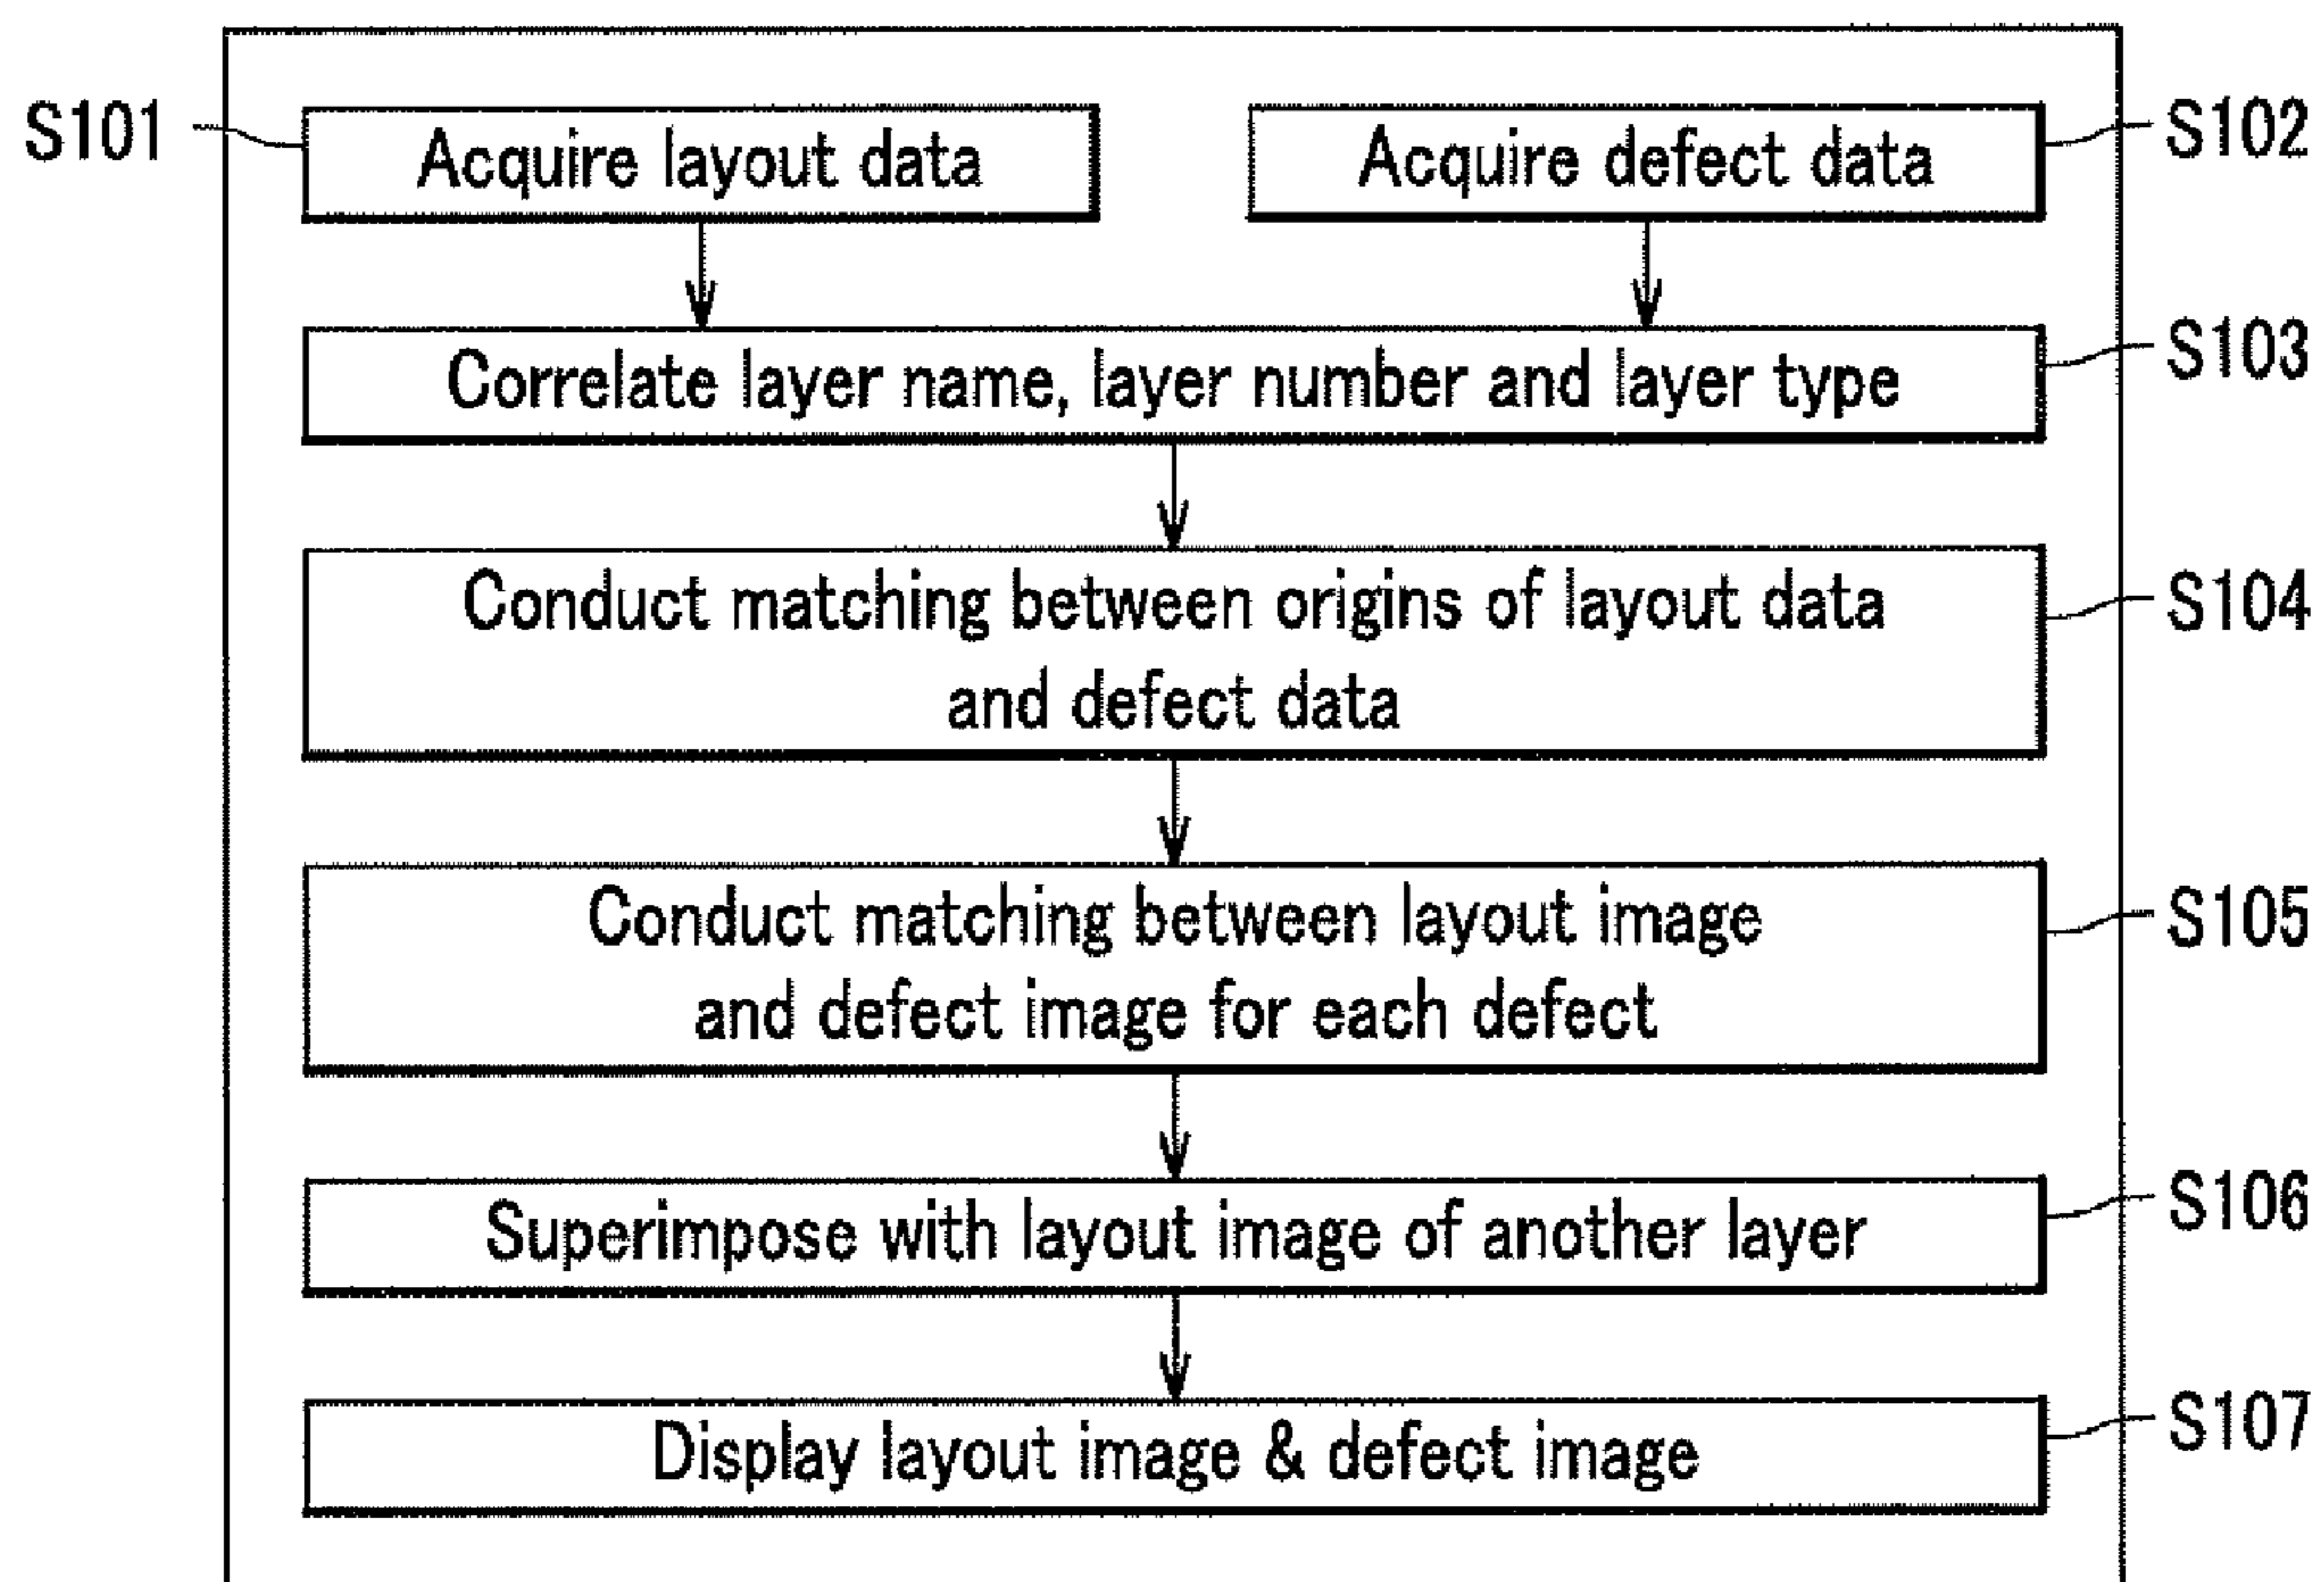 S101
Acquire layout data
Acquire defect data
S102
Correlate layer name, layer number and layer type
S103
Conduct matching between origins of layout data
and defect data
S104
Conduct matching between layout image
and defect image for each defect
S105
Superimpose with layout image of another layer
S106
Display layout image & defect image
S107